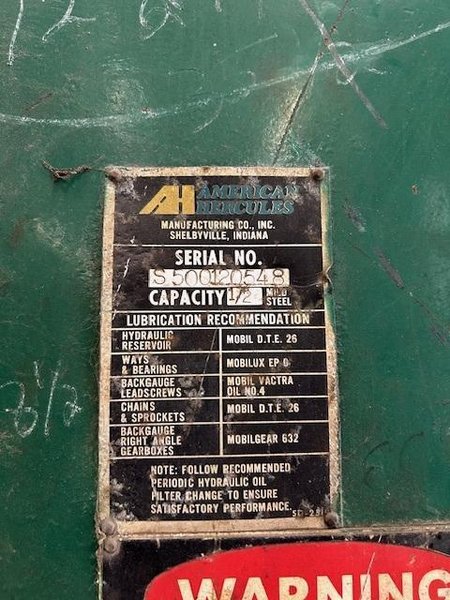 AH AMERICAN
HERCULES
MANUFACTURING CO., INC.
SHELBYVILLE, INDIANA
SERIAL NO.
S 500120548
CAPACITY 1/2 MILD
STEEL
LUBRICATION RECOMMENDATION
HYDRAULIC
RESERVOIR MOBIL D.T.E. 26
WAYS
& BEARINGS MOBILUX EP 0
BACKGAUGE
LEADSCREWS MOBIL VACTRA
OIL NO.4
CHAINS
& SPROCKETS MOBIL D.T.E. 26
BACKGAUGE
RIGHT ANGLE
GEARBOXES MOBILGEAR 632
NOTE: FOLLOW RECOMMENDED
PERIODIC HYDRAULIC OIL
FILTER CHANGE TO ENSURE
SATISFACTORY PERFORMANCE.
WARNING